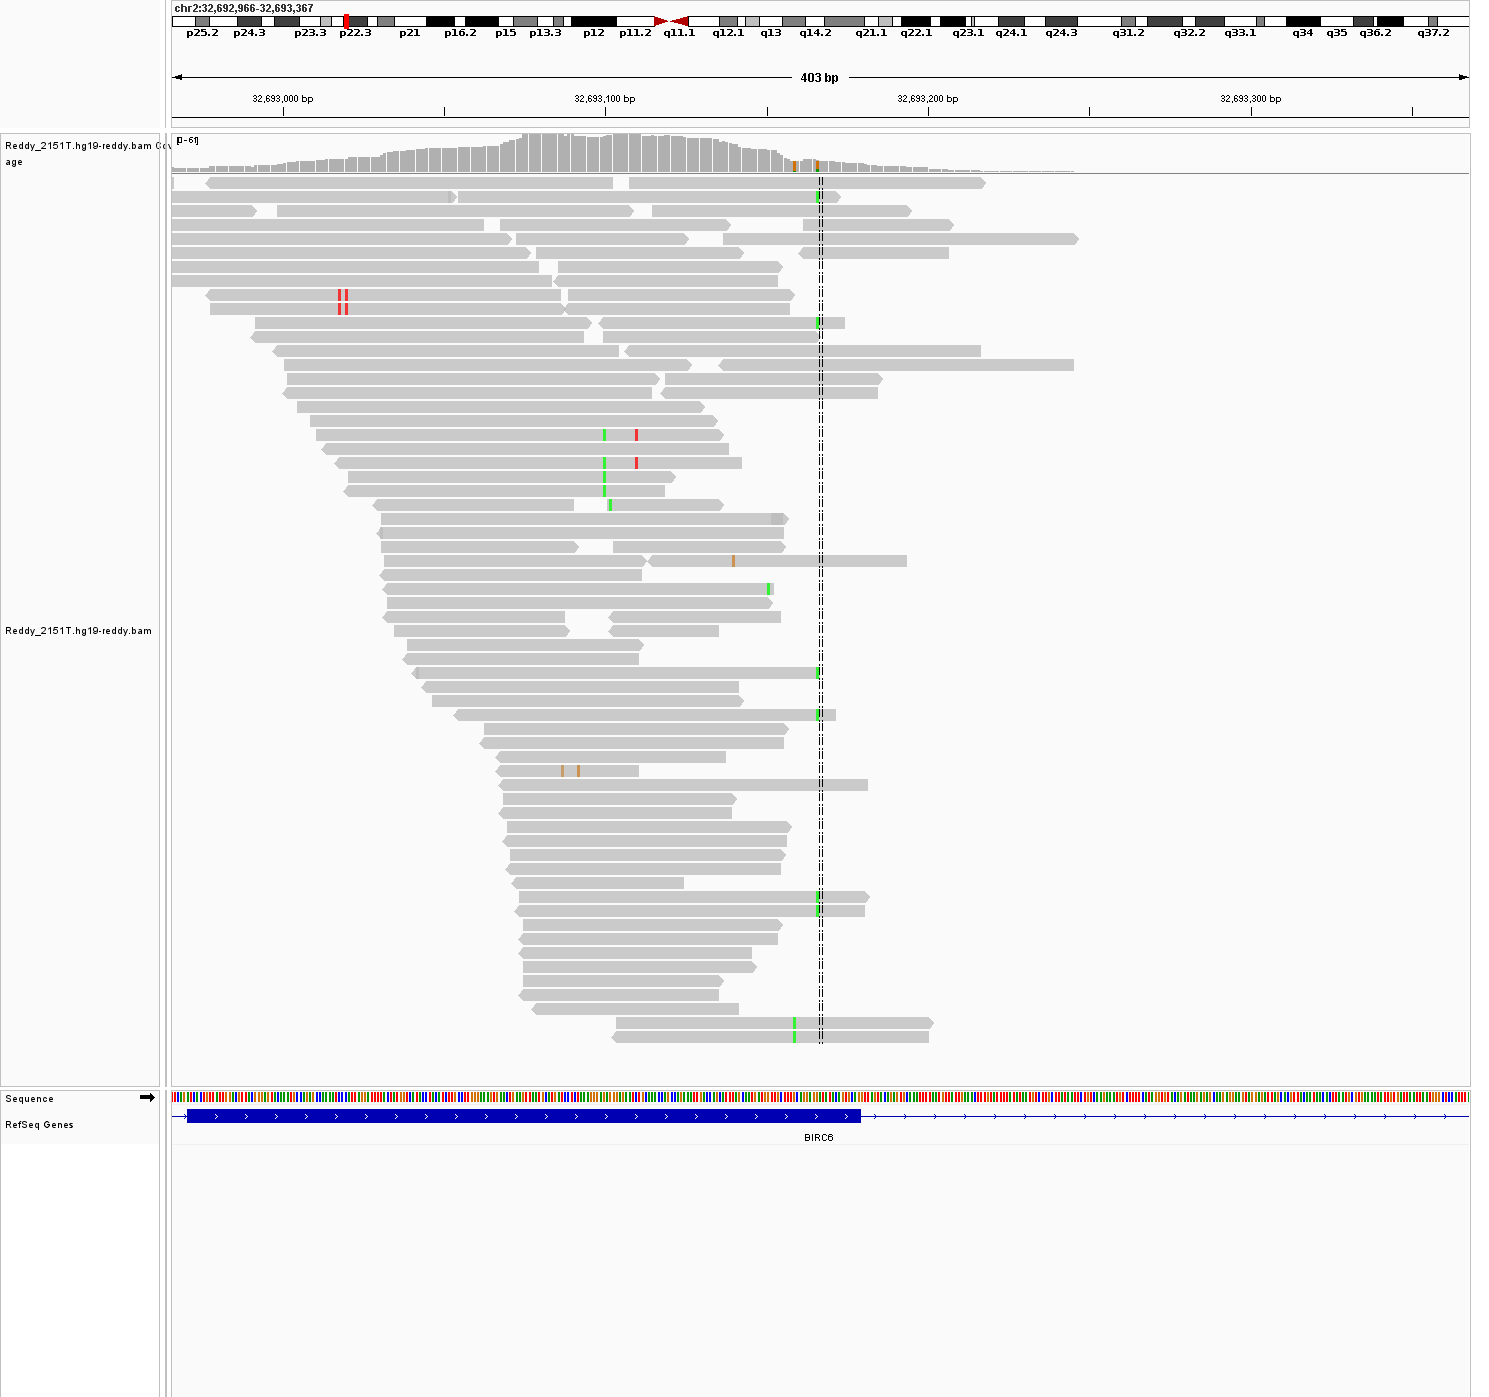 chr2:32,692,966-32,693,367
p25.2 p24.3 p23.3 p22.3 p21 p16.2 p15 p13.3 p12 p11.2 q11.1 q12.1 q13 q14.2 q21.1 q22.1 q23.1 q24.1 q24.3 q31.2 q32.2 q33.1 q34 q35 q36.2 q37.2
403 bp
32,693,000 bp 32,693,100 bp 32,693,200 bp 32,693,300 bp
[0-61]
Reddy_2151T.hg19-reddy.bam Cov
age
Reddy_2151T.hg19-reddy.bam
Sequence
RefSeq Genes
BIRC6